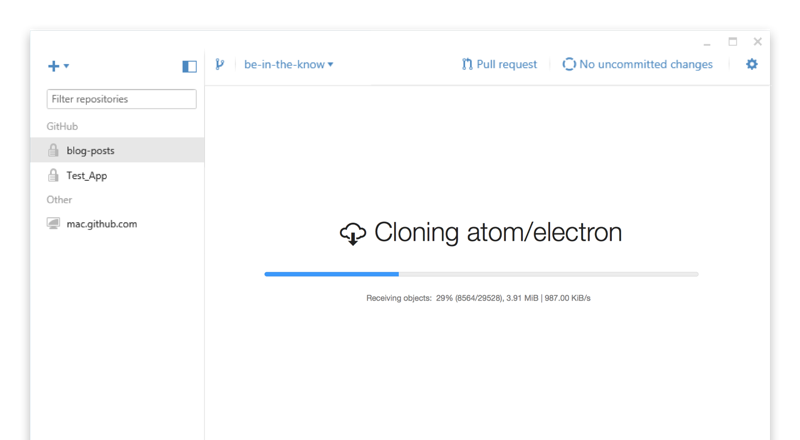 be-in-the-know
Pull request
No uncommitted changes
Filter repositories
GitHub
blog-posts
Test_App
Other
mac.github.com
Cloning atom/electron
Receiving objects: 29% (8564/29528), 3.91 MiB | 987.00 KiB/s